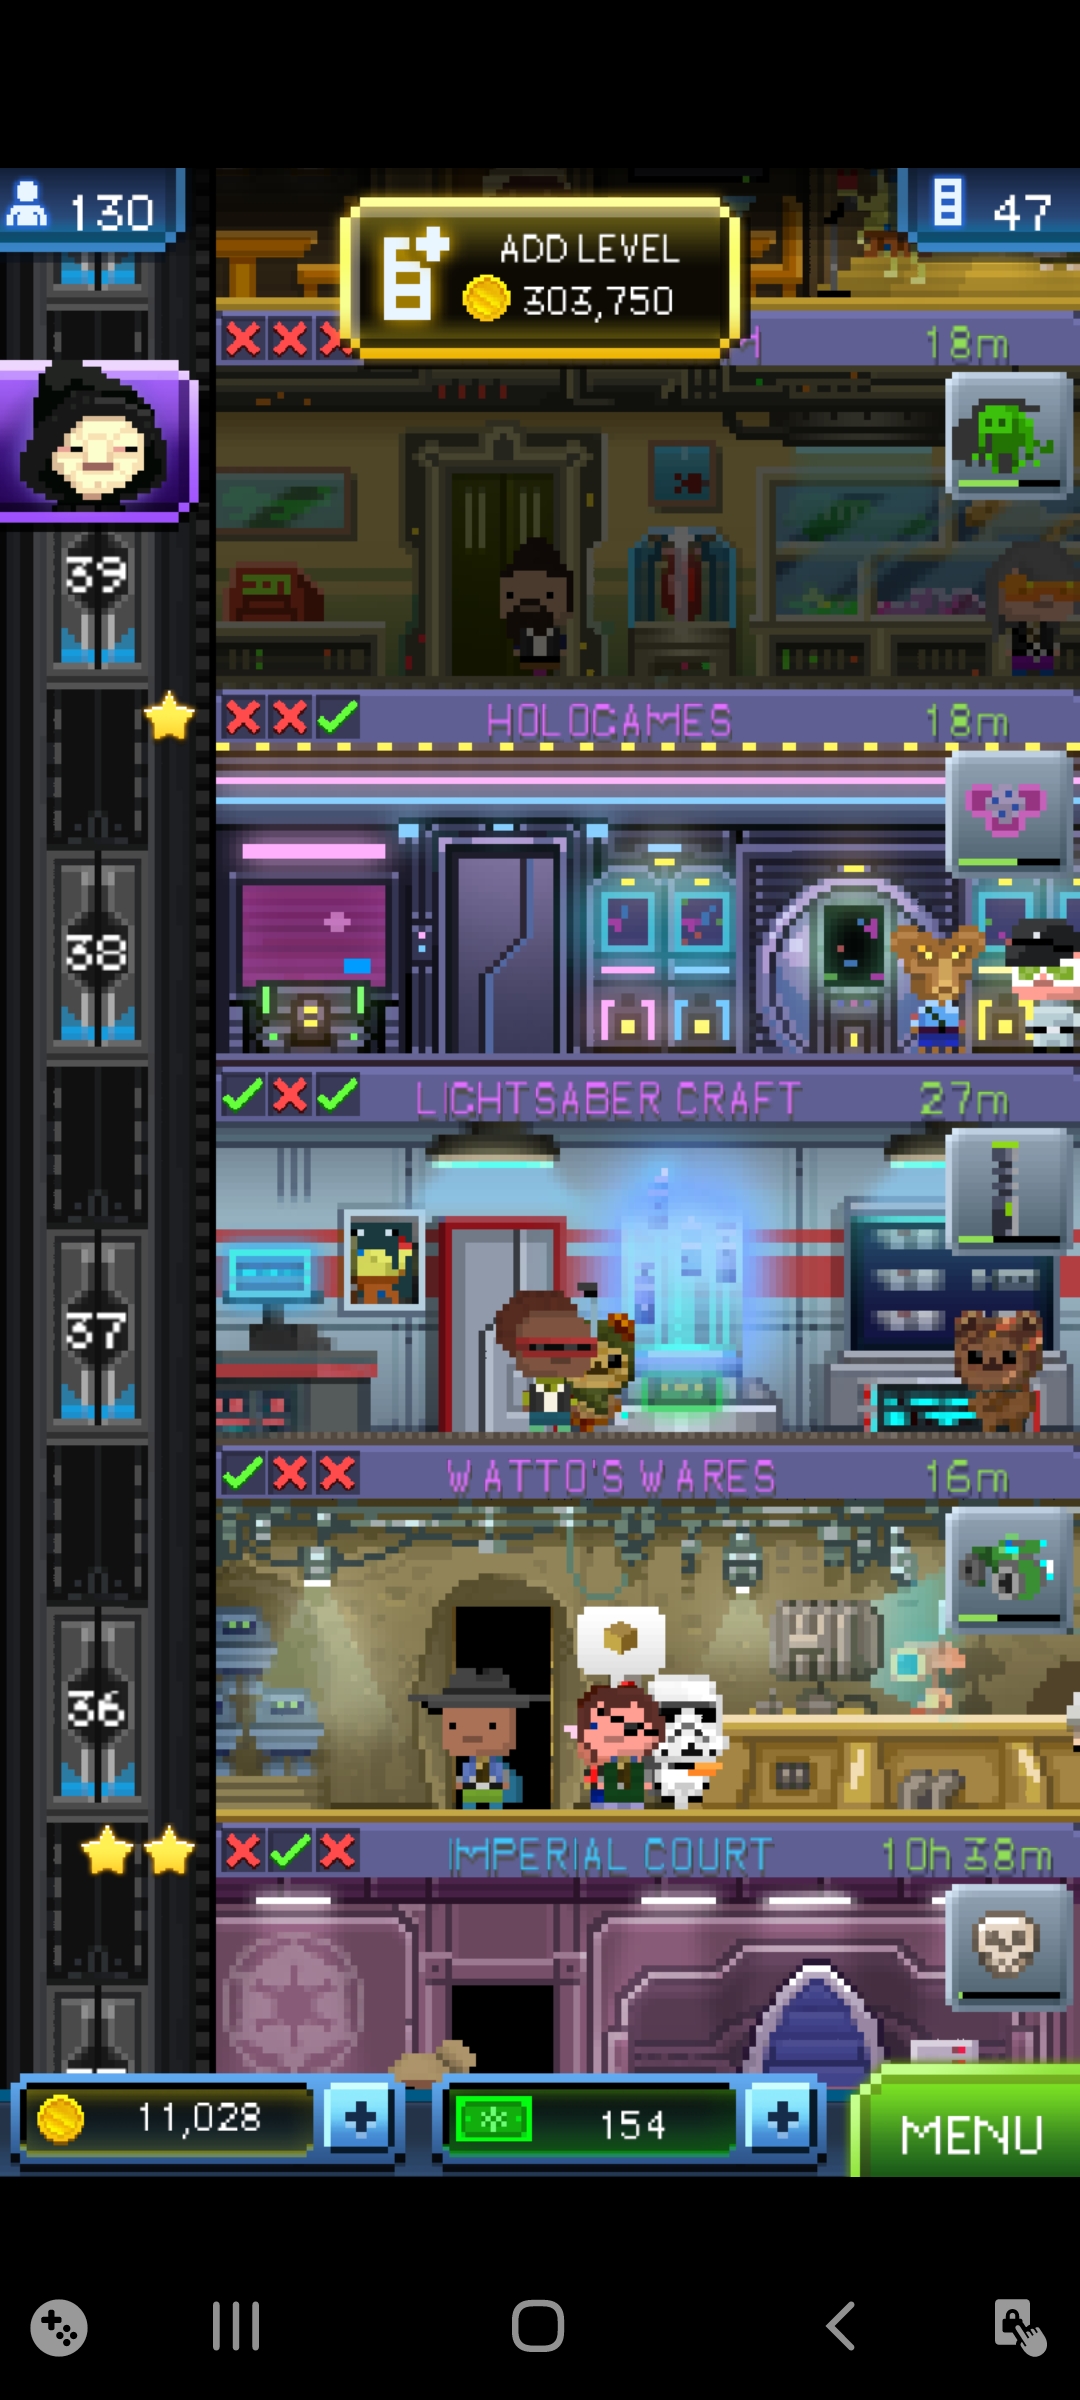 130
47
ADD LEVEL
303,750
18m
39
HOLOGAMES
18m
38
LIGHTSABER CRAFT
27m
37
WATTO'S WARES
16m
36
IMPERIAL COURT
10h 38m
11,028
154
MENU